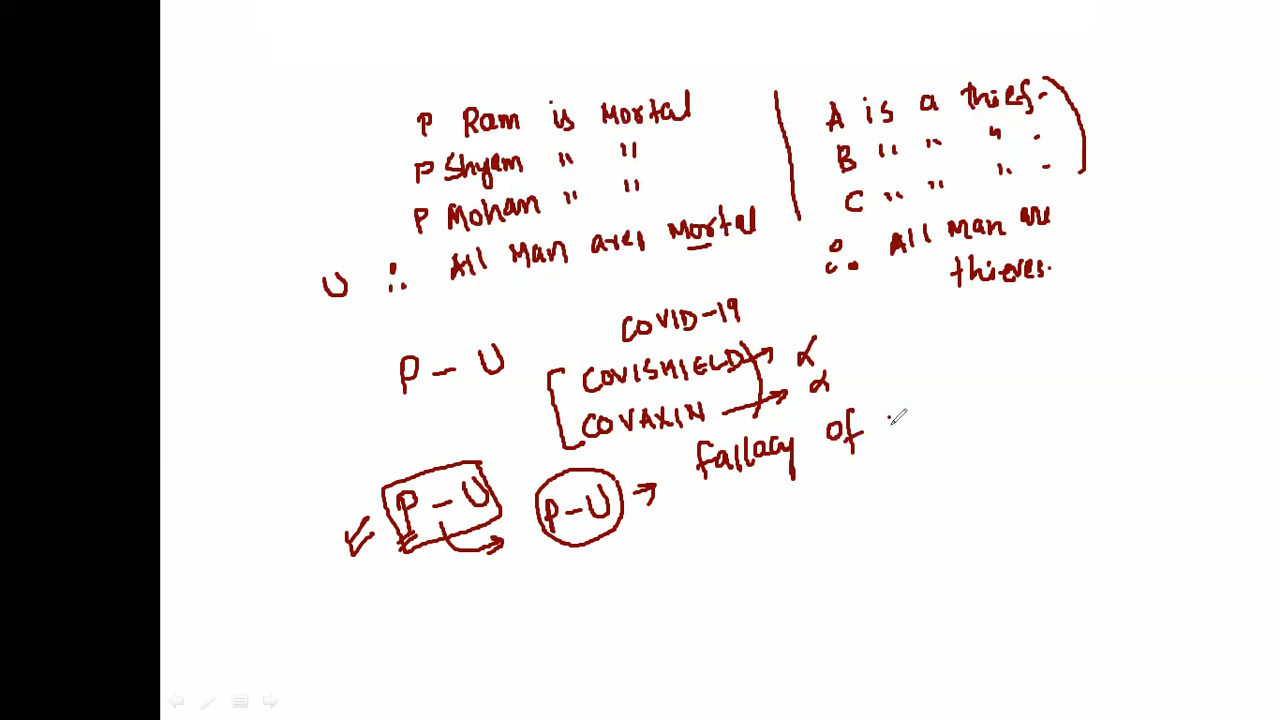 P Ram is Mortal
P Shyam " "
P Mohan " "
U ∴ All Man are Mortal
A is a thief.
B " " " .
C " " " .
∴ All man are
thieves.
P - U
COVID-19
COVISHIELD → α
COVAXIN → α
P - U
P - U → fallacy of